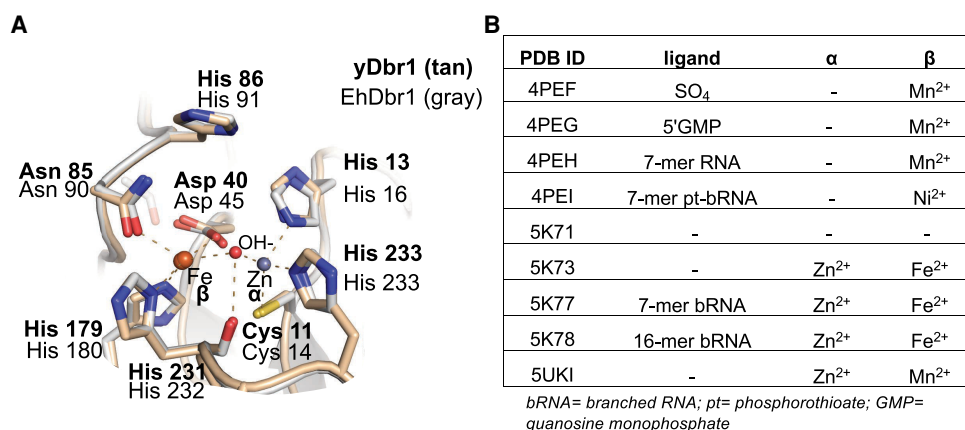 A
yDbr1 (tan)
EhDbr1 (gray)
His 86
His 91
Asn 85
Asn 90
Asp 40
Asp 45
His 13
His 16
OH-
Fe
β
Zn
α
His 233
His 233
His 179
His 180
Cys 11
Cys 14
His 231
His 232
B
PDB ID ligand α β
4PEF SO₄ - Mn²⁺
4PEG 5'GMP - Mn²⁺
4PEH 7-mer RNA - Mn²⁺
4PEI 7-mer pt-bRNA - Ni²⁺
5K71 - - -
5K73 - Zn²⁺ Fe²⁺
5K77 7-mer bRNA Zn²⁺ Fe²⁺
5K78 16-mer bRNA Zn²⁺ Fe²⁺
5UKI - Zn²⁺ Mn²⁺
bRNA= branched RNA; pt= phosphorothioate; GMP=
guanosine monophosphate